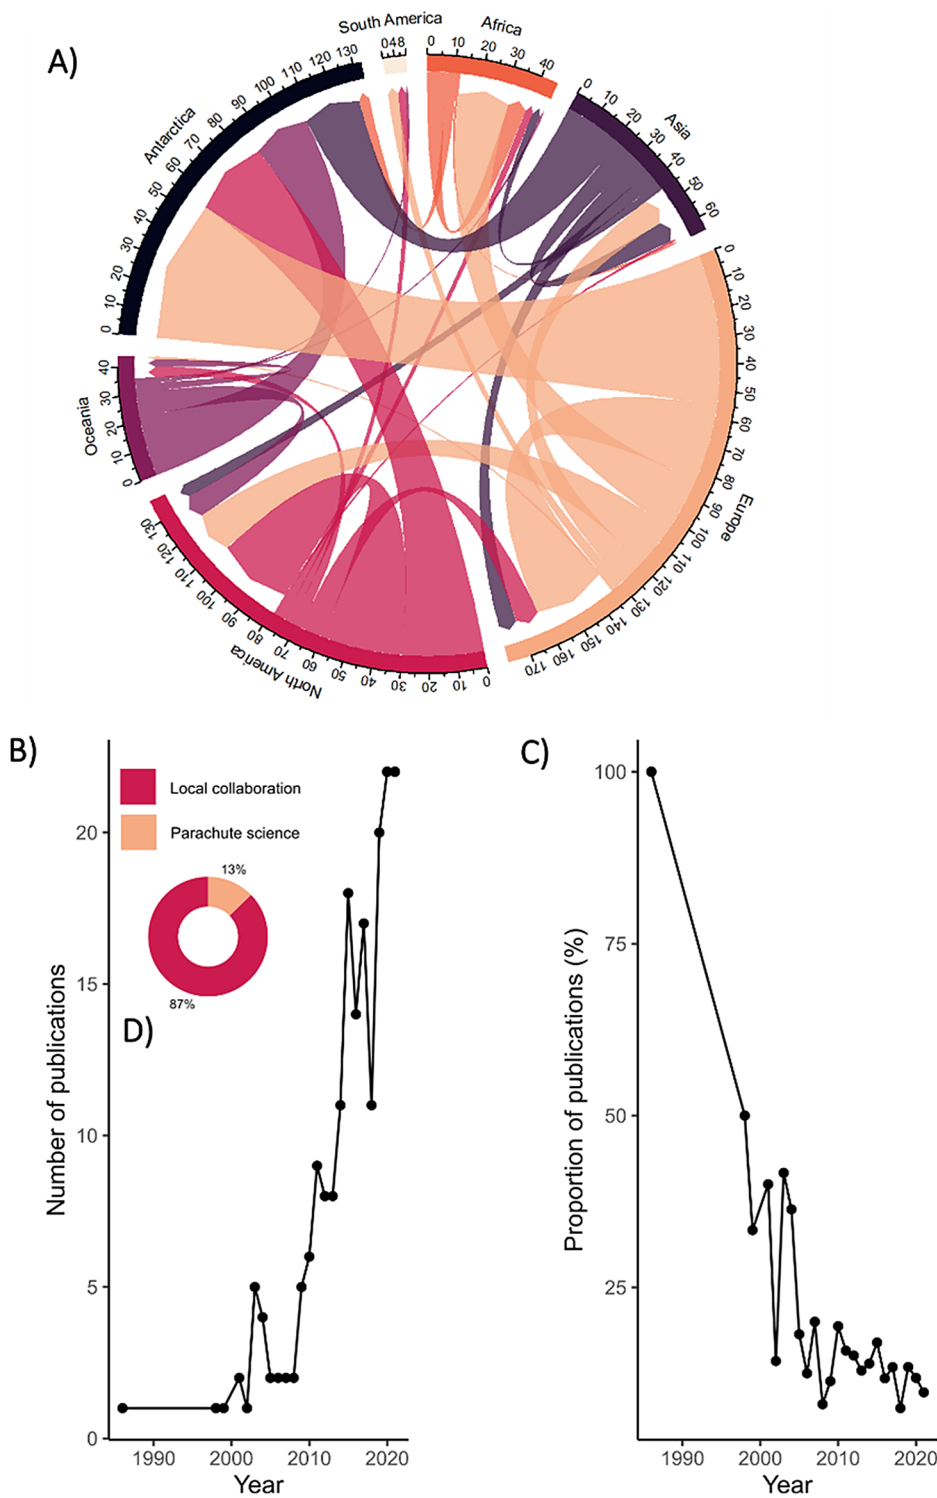 A)
South America
0 4 8
Africa
0 10 20 30 40
Asia
0 10 20 30 40 50 60
Europe
0 10 20 30 40 50 60 70 80 90 100 110 120 130 140 150 160 170
North America
0 10 20 30 40 50 60 70 80 90 100 110 120 130
Oceania
0 10 20 30 40
Antarctica
0 10 20 30 40 50 60 70 80 90 100 110 120 130
B)
Local collaboration
Parachute science
13%
87%
D)
Number of publications
20
15
10
5
0
1990 2000 2010 2020
Year
C)
Proportion of publications (%)
100
75
50
25
1990 2000 2010 2020
Year